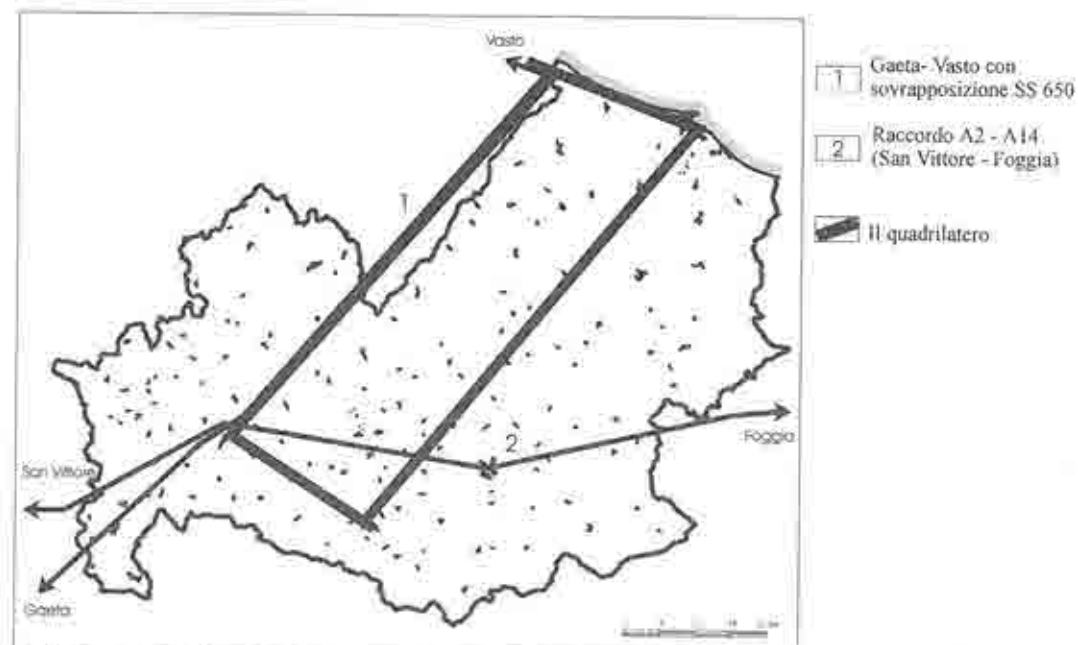 Vasto
1
2
San Vittore
Gaeta
Foggia
1 Gaeta- Vasto con
sovrapposizione SS 650
2 Raccordo A2 - A14
(San Vittore - Foggia)
Il quadrilatero